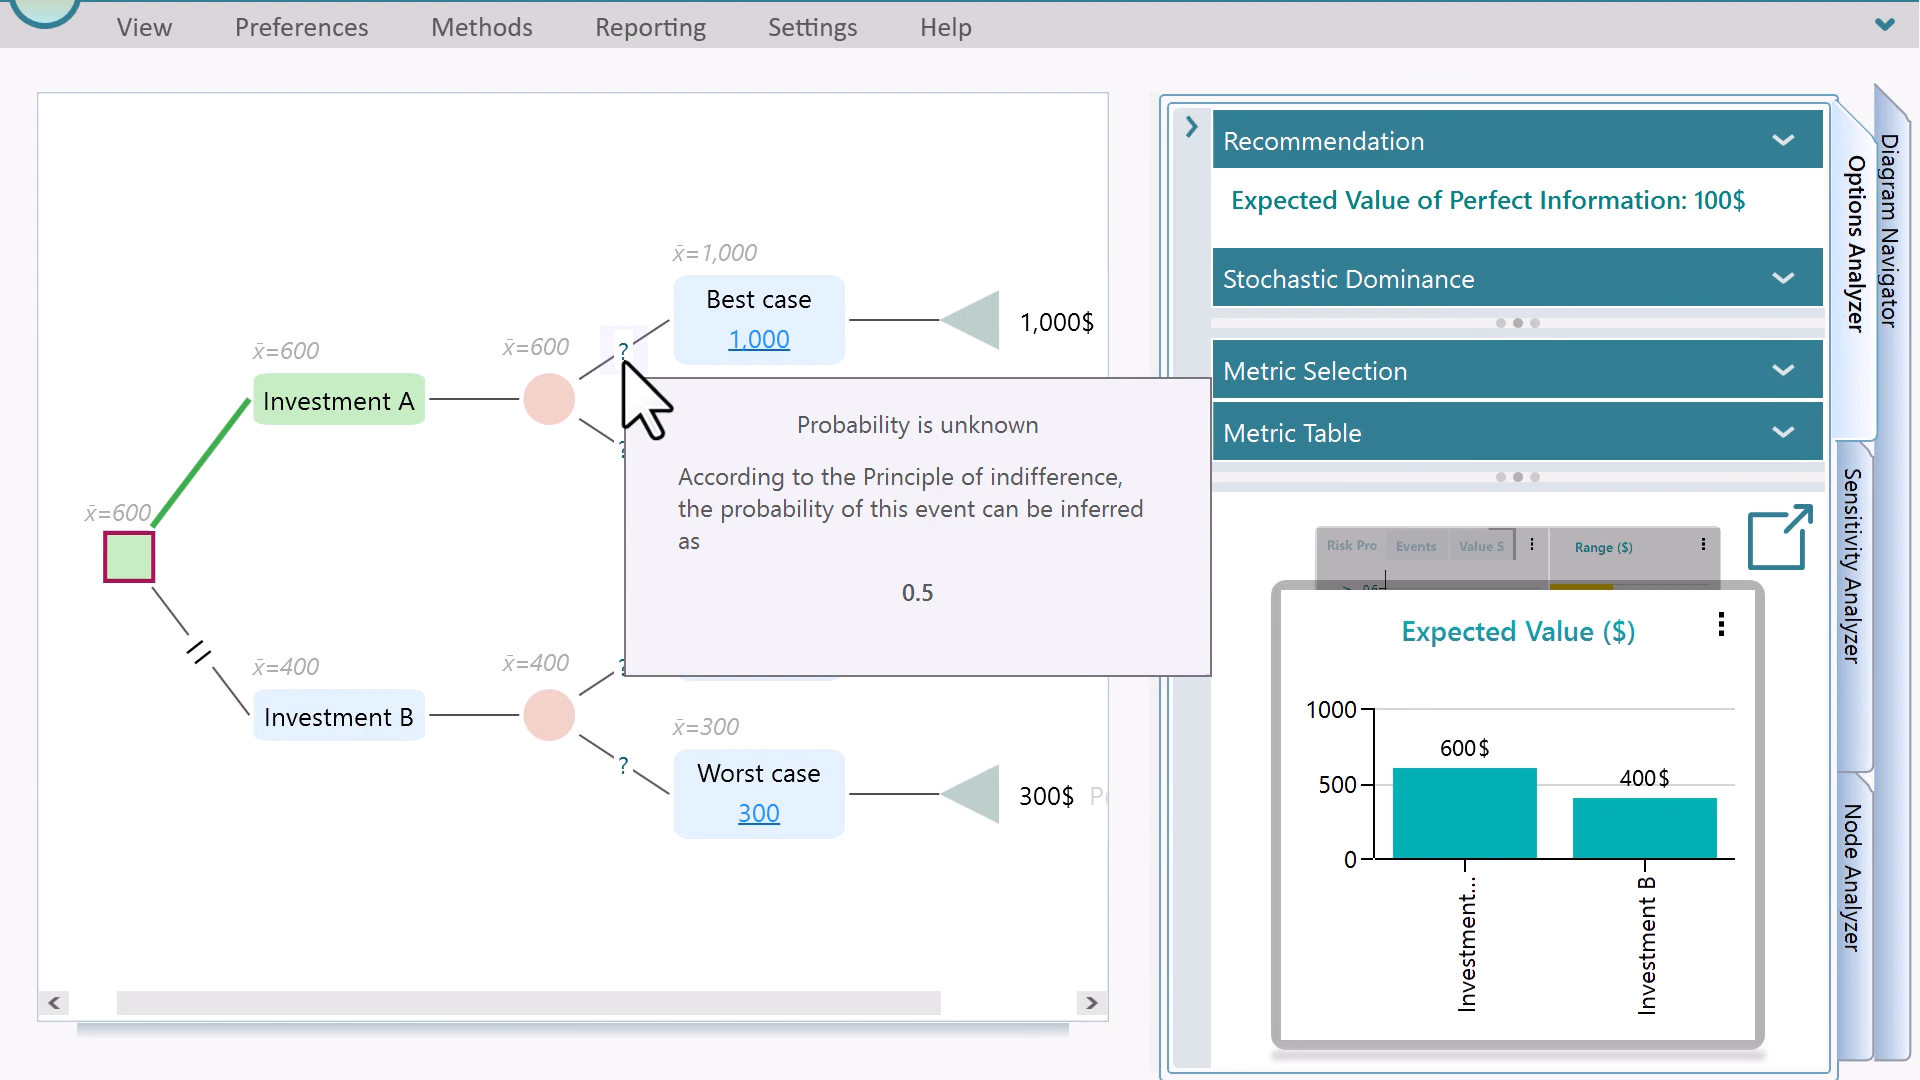 View Preferences Methods Reporting Settings Help
x̄=1,000
Best case
1,000
1,000$
x̄=600
Investment A
x̄=600
?
?
Probability is unknown
According to the Principle of indifference,
the probability of this event can be inferred
as
0.5
x̄=600
x̄=400
Investment B
x̄=400
?
x̄=300
?
Worst case
300
300$
Recommendation
Expected Value of Perfect Information: 100$
Stochastic Dominance
Metric Selection
Metric Table
Risk Pro Events Value S Range ($)
Expected Value ($)
1000
500
0
600$
400$
Investment...
Investment B
Options Analyzer
Diagram Navigator
Sensitivity Analyzer
Node Analyzer